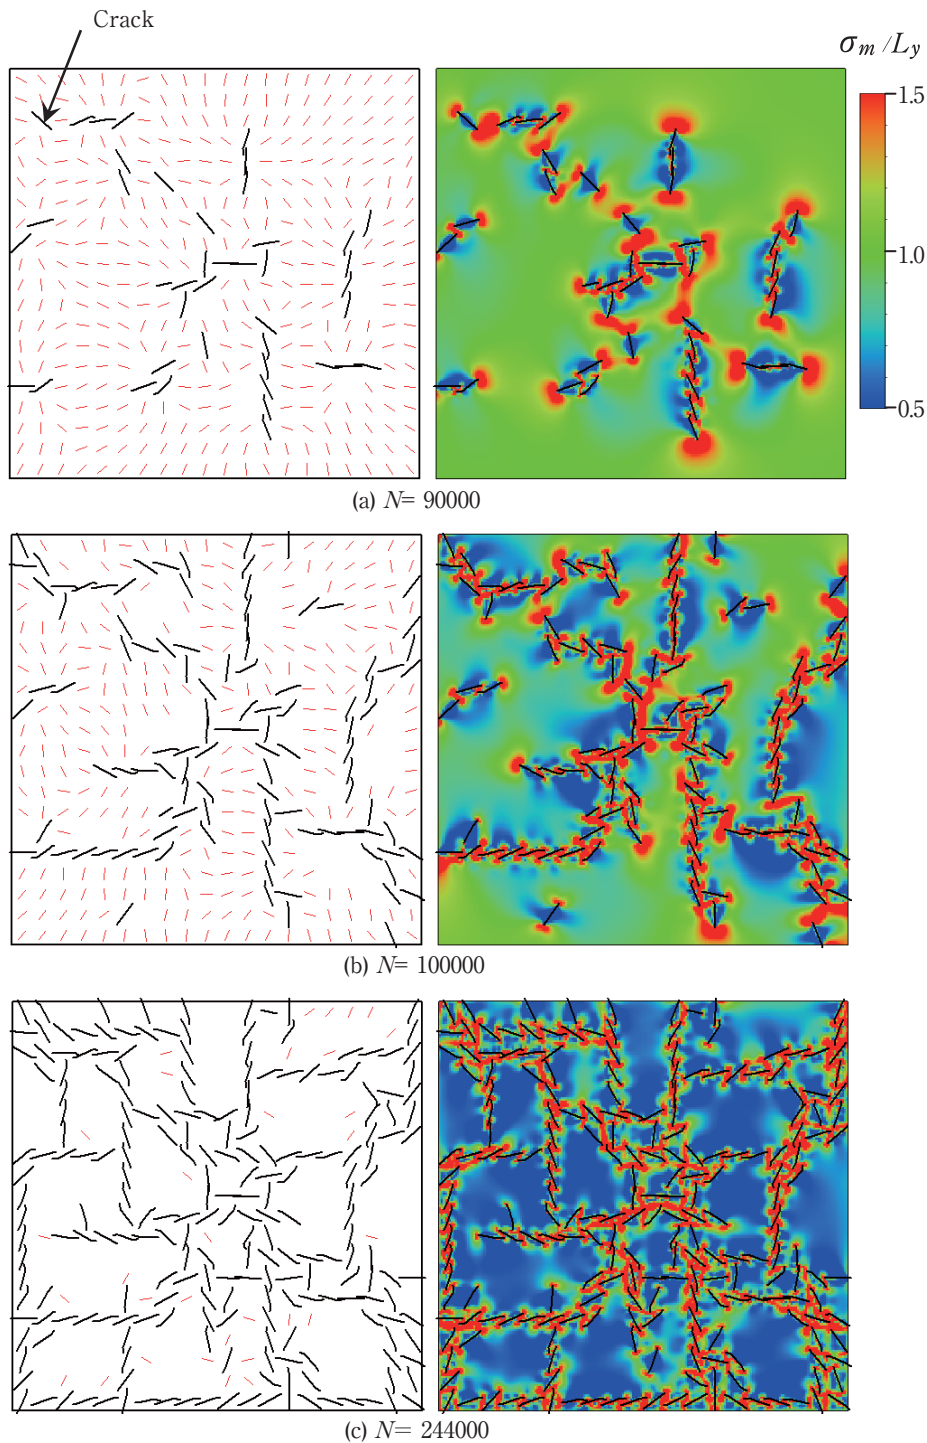 Crack
σm /Ly
1.5
1.0
0.5
(a) N= 90000
(b) N= 100000
(c) N= 244000